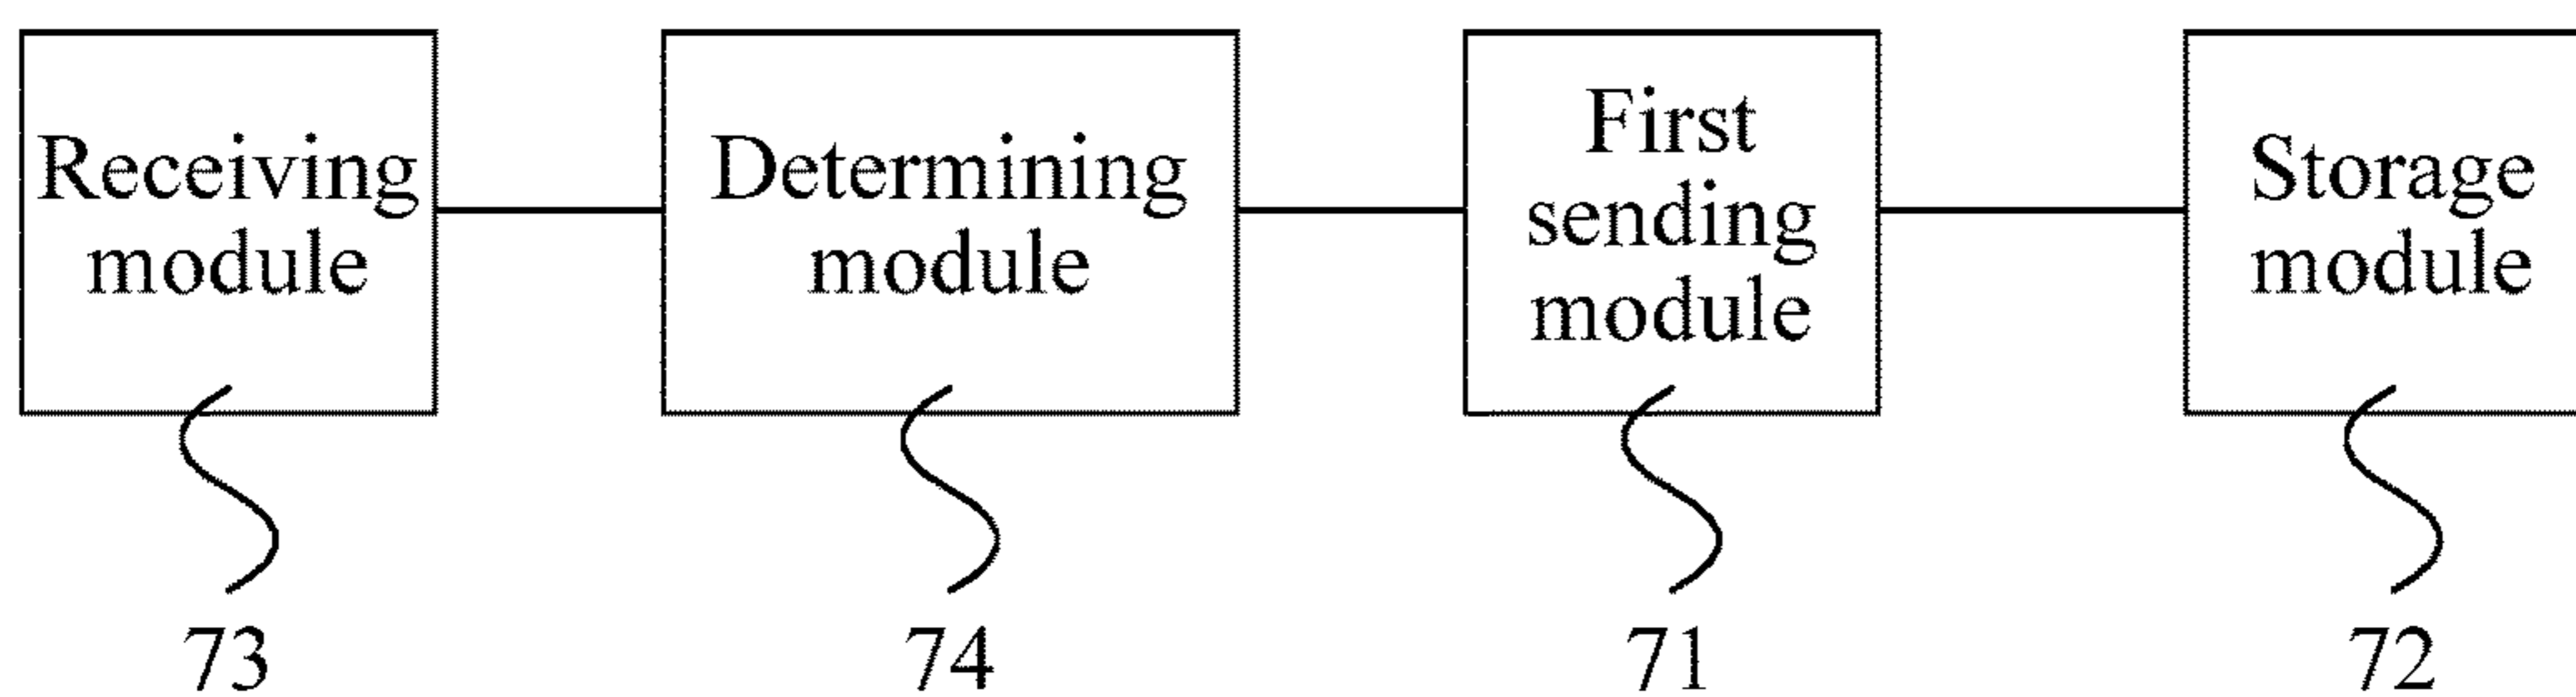 Receiving
module
Determining
module
First
sending
module
Storage
module
73
74
71
72